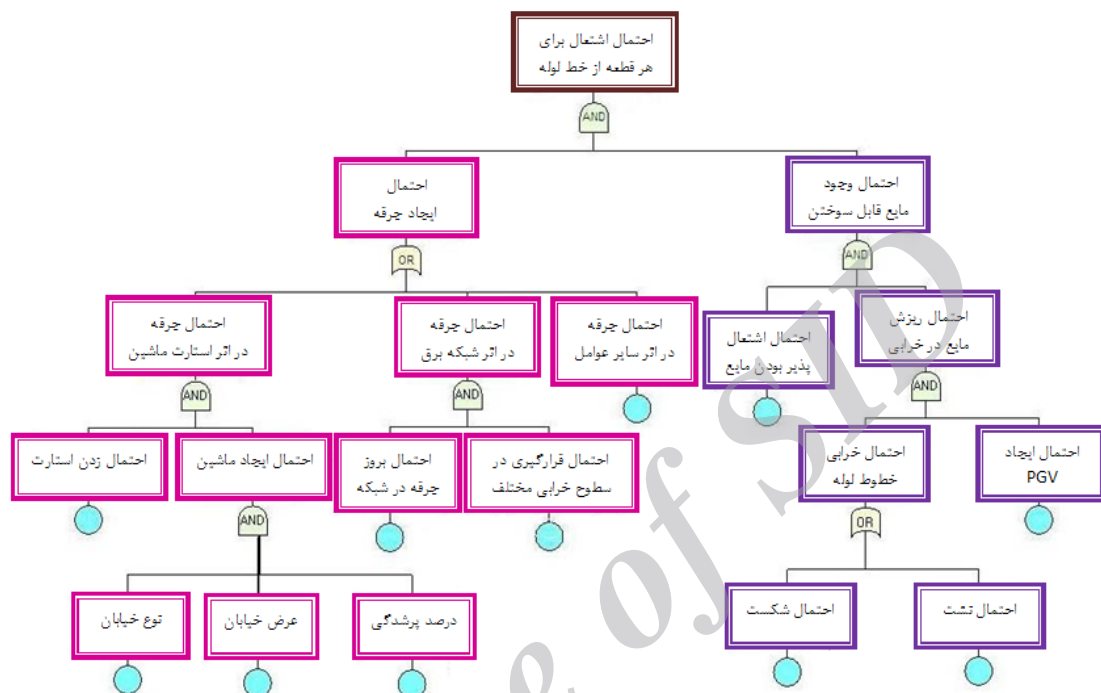 احتمال اشتعال برای
هر قطعه از خط لوله
AND
احتمال وجود
مایع قابل سوختن
احتمال
ایجاد جرقه
AND
OR
احتمال ریزش
مایع در خرابی
احتمال اشتعال
پذیر بودن مایع
احتمال جرقه
در اثر سایر عوامل
احتمال جرقه
در اثر شبکه برق
احتمال جرقه
در اثر استارت ماشین
AND
AND
AND
احتمال ایجاد
PGV
احتمال خرابی
خطوط لوله
احتمال قرارگیری در
سطوح خرابی مختلف
احتمال بروز
جرقه در شبکه
احتمال ایجاد ماشین
احتمال زدن استارت
OR
AND
احتمال نشت
احتمال شکست
درصد پرشدگی
عرض خیابان
نوع خیابان
e of SID